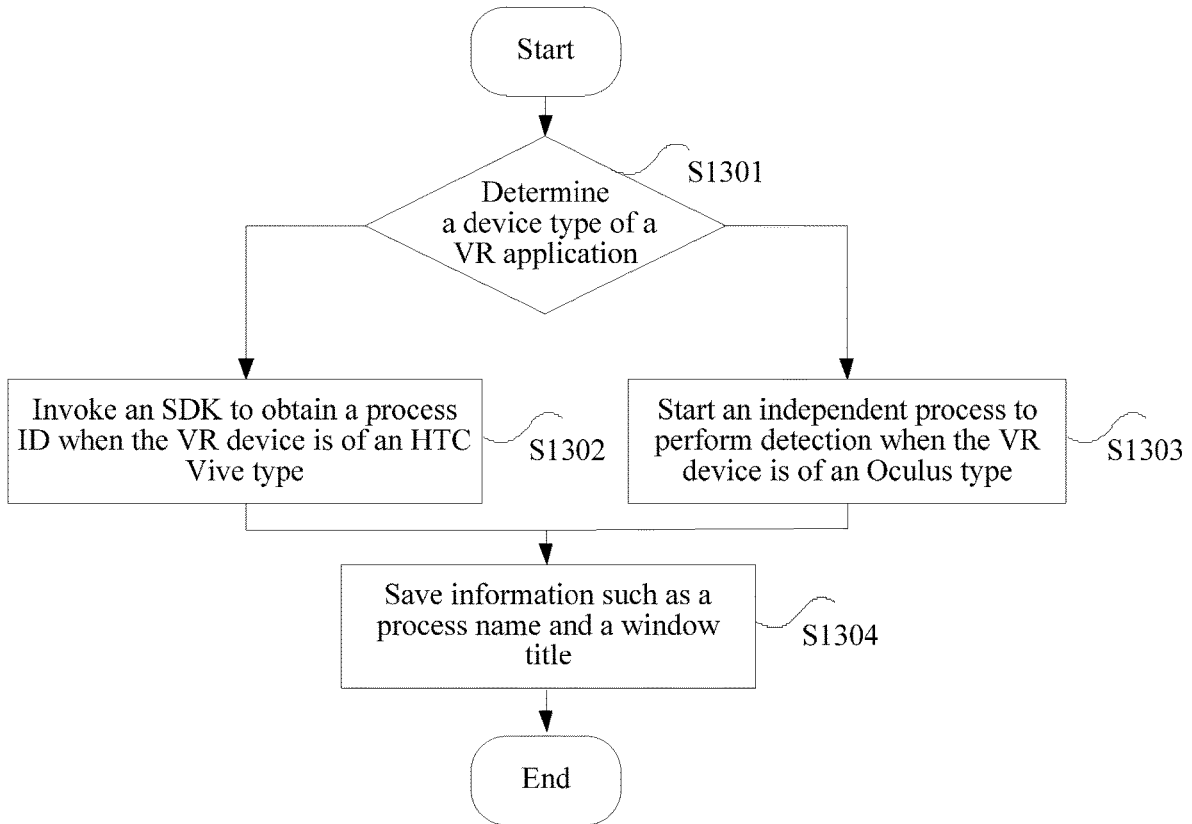 Start
S1301
Determine
a device type of a
VR application
Invoke an SDK to obtain a process
ID when the VR device is of an HTC
Vive type
S1302
Start an independent process to
perform detection when the VR
device is of an Oculus type
S1303
Save information such as a
process name and a window
title
S1304
End